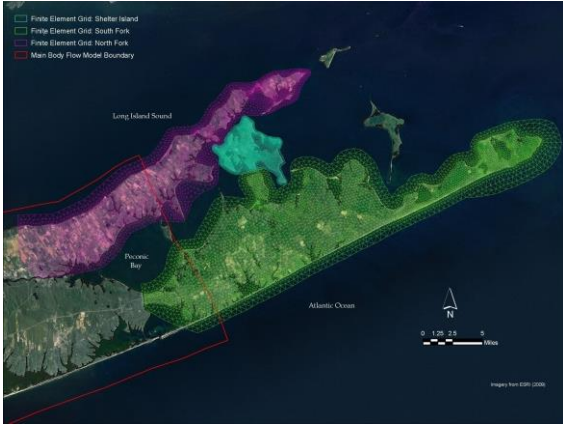 Finite Element Grid: Shelter Island
Finite Element Grid: South Fork
Finite Element Grid: North Fork
Main Body Flow Model Boundary
Long Island Sound
Peconic
Bay
Atlantic Ocean
N
0 1.25 2.5 5
Miles
Imagery from ESRI (2009)